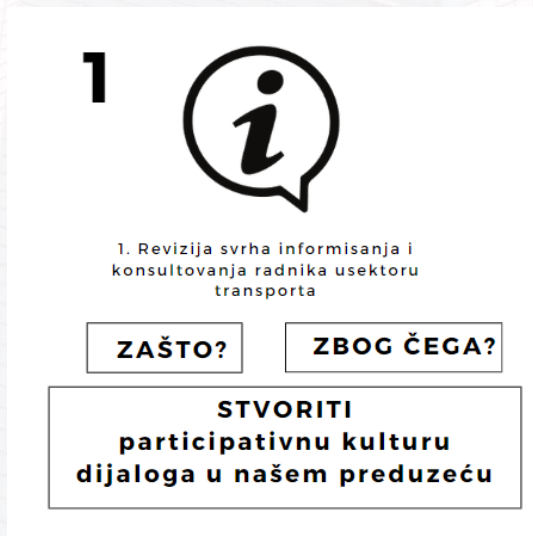 1
1. Revizija svrha informisanja i
konsultovanja radnika usektoru
transporta
ZAŠTO?
ZBOG ČEGA?
STVORITI
participativnu kulturu
dijaloga u našem preduzeću